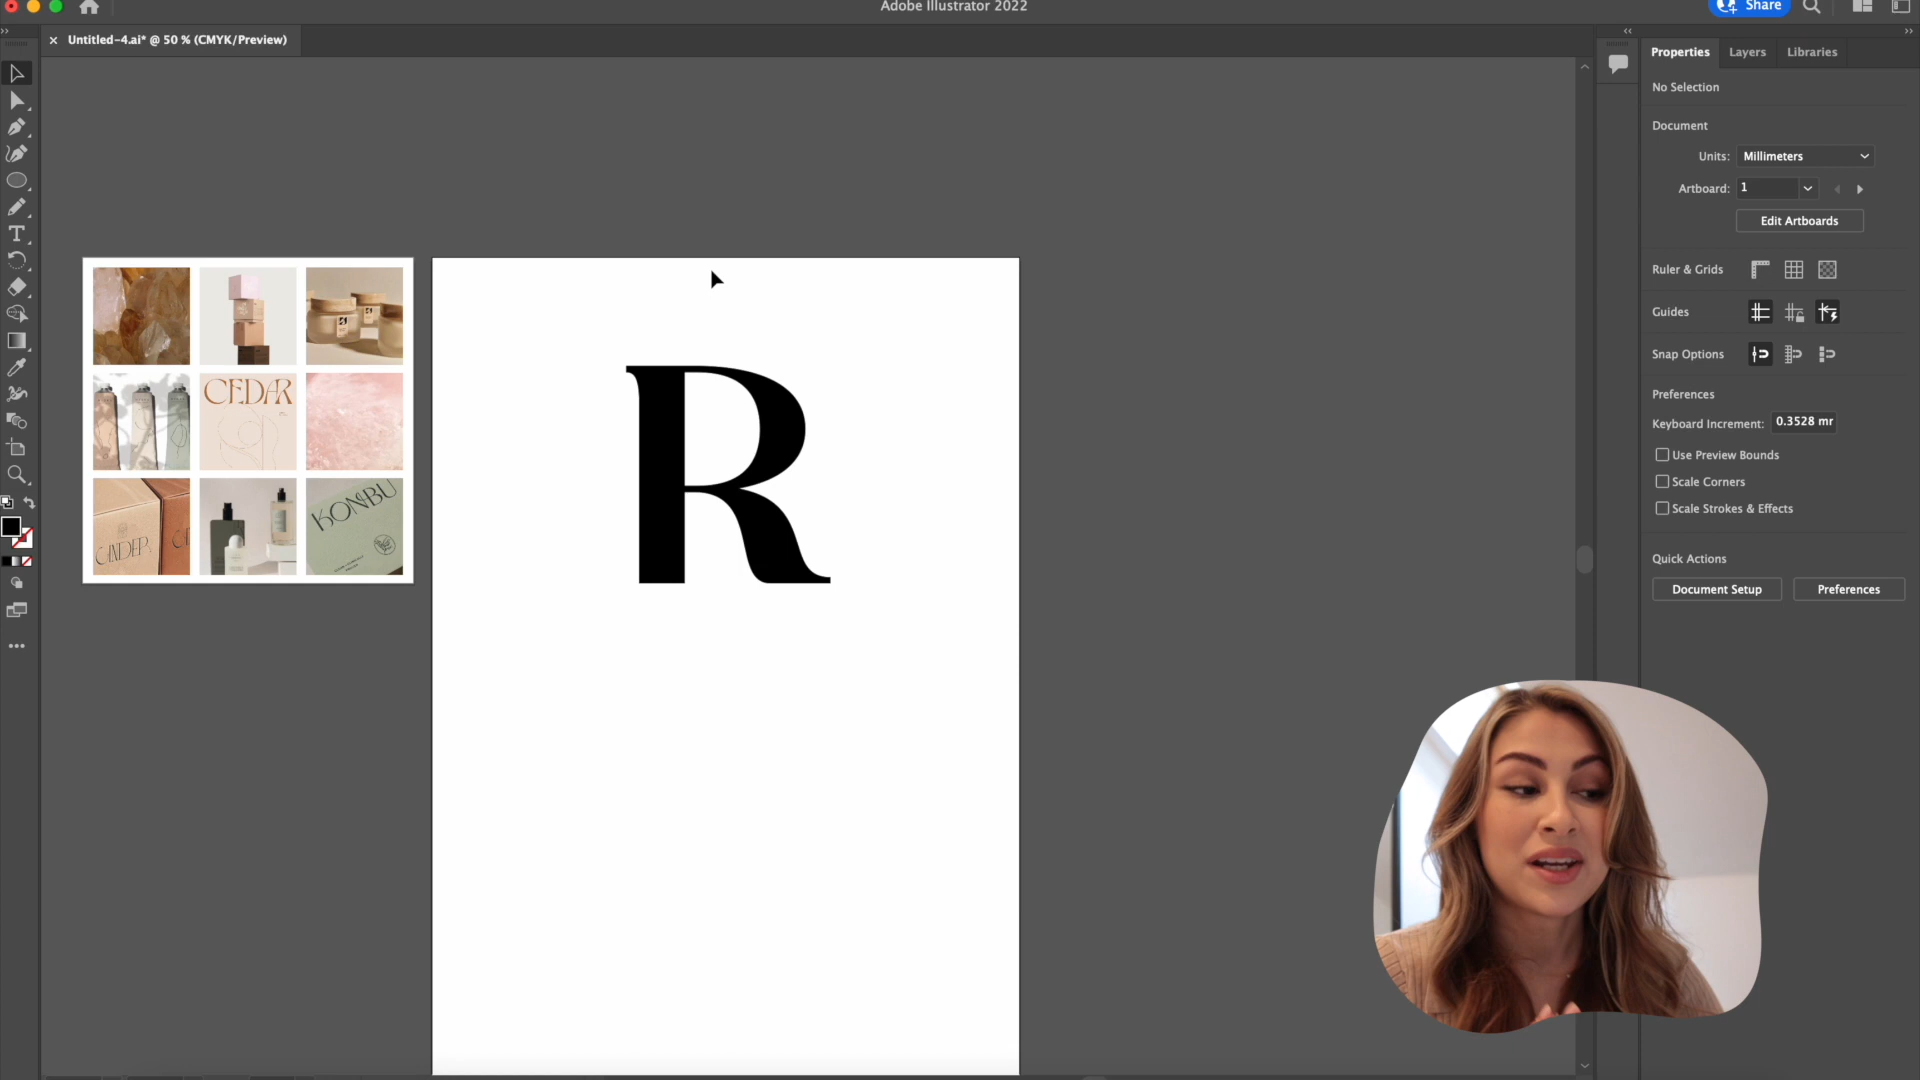 Adobe Illustrator 2022
Share
Untitled-4.ai* @ 50 % (CMYK/Preview)
Properties
Layers
Libraries
No Selection
Document
Units: Millimeters
Artboard: 1
Edit Artboards
Ruler & Grids
Guides
Snap Options
Preferences
Keyboard Increment: 0.3528 mr
Use Preview Bounds
Scale Corners
Scale Strokes & Effects
Quick Actions
Document Setup
Preferences
CEDAR
KONBU
R